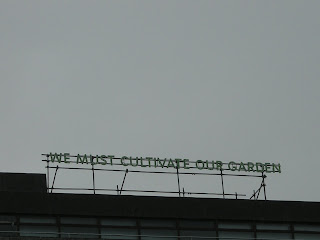 WE MUST CULTIVATE OUR GARDEN